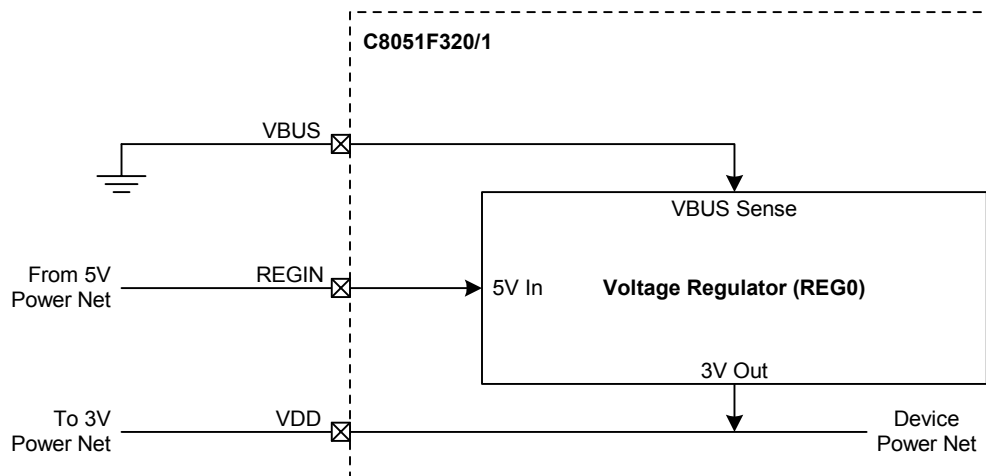 C8051F320/1
VBUS
VBUS Sense
From 5V
Power Net
REGIN
5V In
Voltage Regulator (REG0)
3V Out
To 3V
Power Net
VDD
Device
Power Net